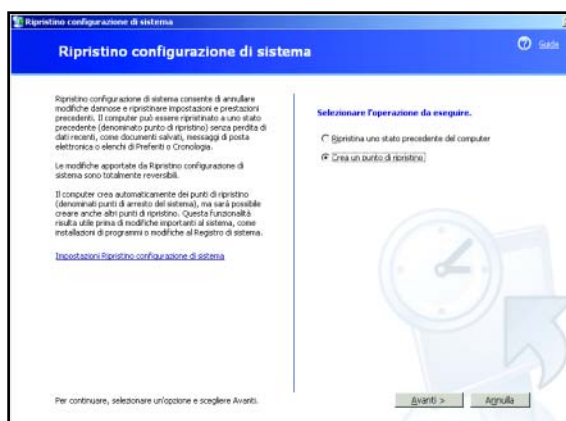 Ripristino configurazione di sistema
Ripristino configurazione di sistema
Guida
Ripristino configurazione di sistema consente di annullare
modifiche dannose e ripristinare impostazioni e prestazioni
precedenti. Il computer può essere ripristinato a uno stato
precedente (denominato punto di ripristino) senza perdita di
dati recenti, come documenti salvati, messaggi di posta
elettronica o elenchi di Preferiti o Cronologia.
Le modifiche apportate da Ripristino configurazione di
sistema sono totalmente reversibili.
Il computer crea automaticamente dei punti di ripristino
(denominati punti di arresto del sistema), ma sarà possibile
creare anche altri punti di ripristino. Questa funzionalità
risulta utile prima di modifiche importanti al sistema, come
installazioni di programmi o modifiche al Registro di sistema.
Impostazioni Ripristino configurazione di sistema
Selezionare l'operazione da eseguire.
Ripristina uno stato precedente del computer
Crea un punto di ripristino
Per continuare, selezionare un'opzione e scegliere Avanti.
Avanti >
Annulla